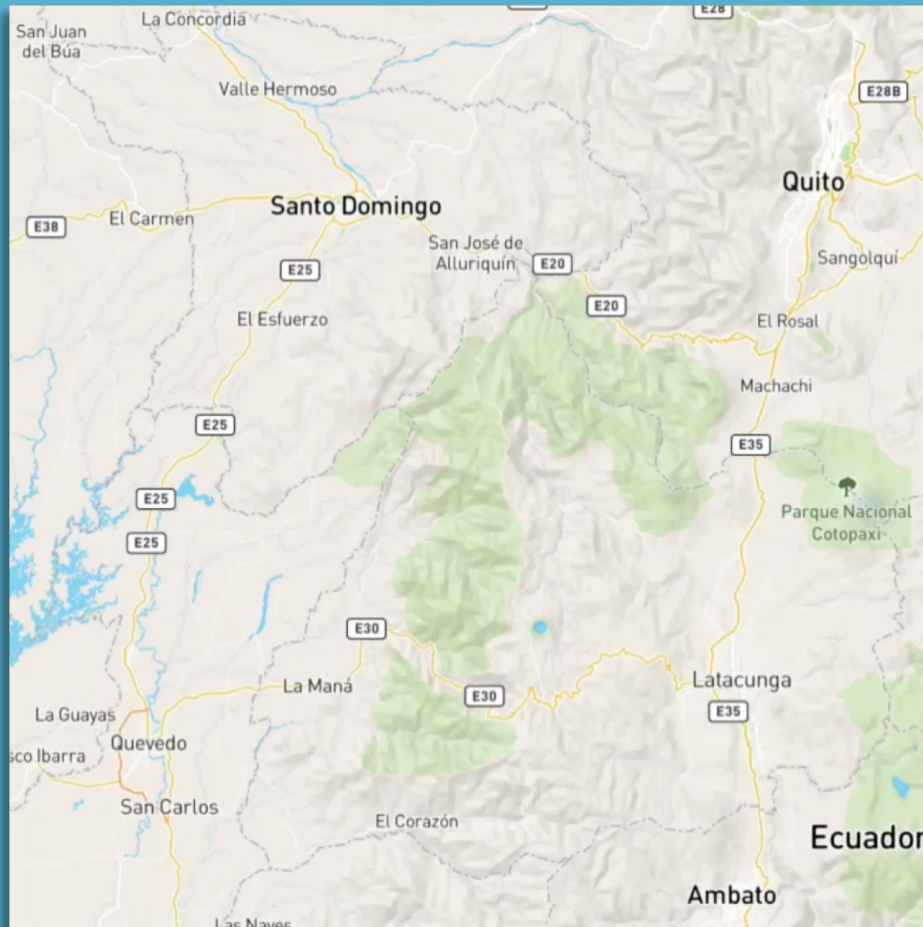 La Concordia
E28
San Juan
del Búa
Valle Hermoso
E28B
Quito
Santo Domingo
El Carmen
E38
San José de
Alluriquín
E20
E25
Sangolquí
E20
El Esfuerzo
El Rosal
Machachi
E25
E35
E25
Parque Nacional
Cotopaxi
E25
E30
La Maná
Latacunga
E30
E35
La Guayas
Quevedo
sco Ibarra
San Carlos
El Corazón
Ecuador
Ambato
Las Naves